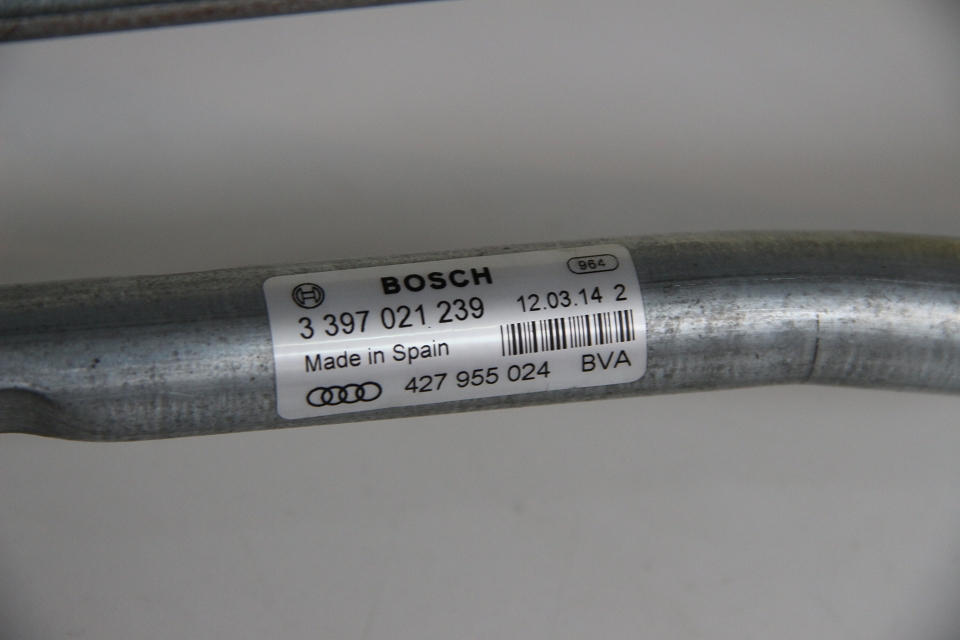 BOSCH 964
3 397 021 239 12.03.14 2
Made in Spain
427 955 024 BVA